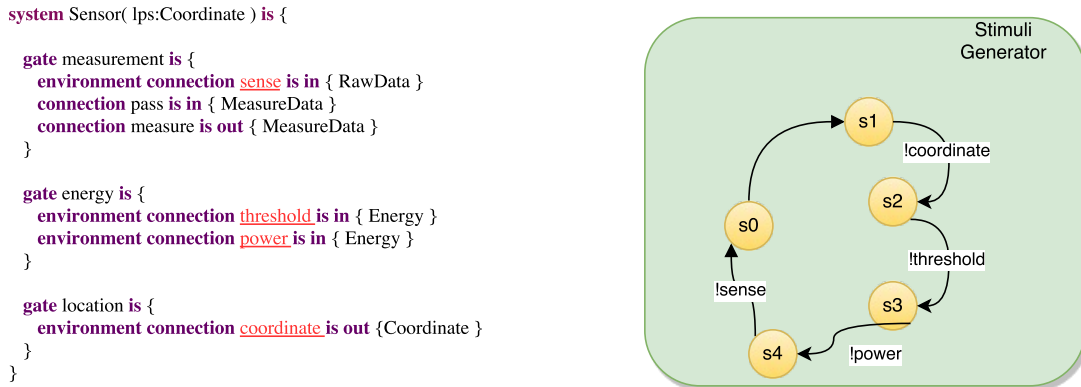 system Sensor( lps:Coordinate ) is {
gate measurement is {
environment connection sense is in { RawData }
connection pass is in { MeasureData }
connection measure is out { MeasureData }
}
gate energy is {
environment connection threshold is in { Energy }
environment connection power is in { Energy }
}
gate location is {
environment connection coordinate is out {Coordinate }
}
}
Stimuli
Generator
s1
!coordinate
s2
s0
!threshold
!sense
s3
s4
!power